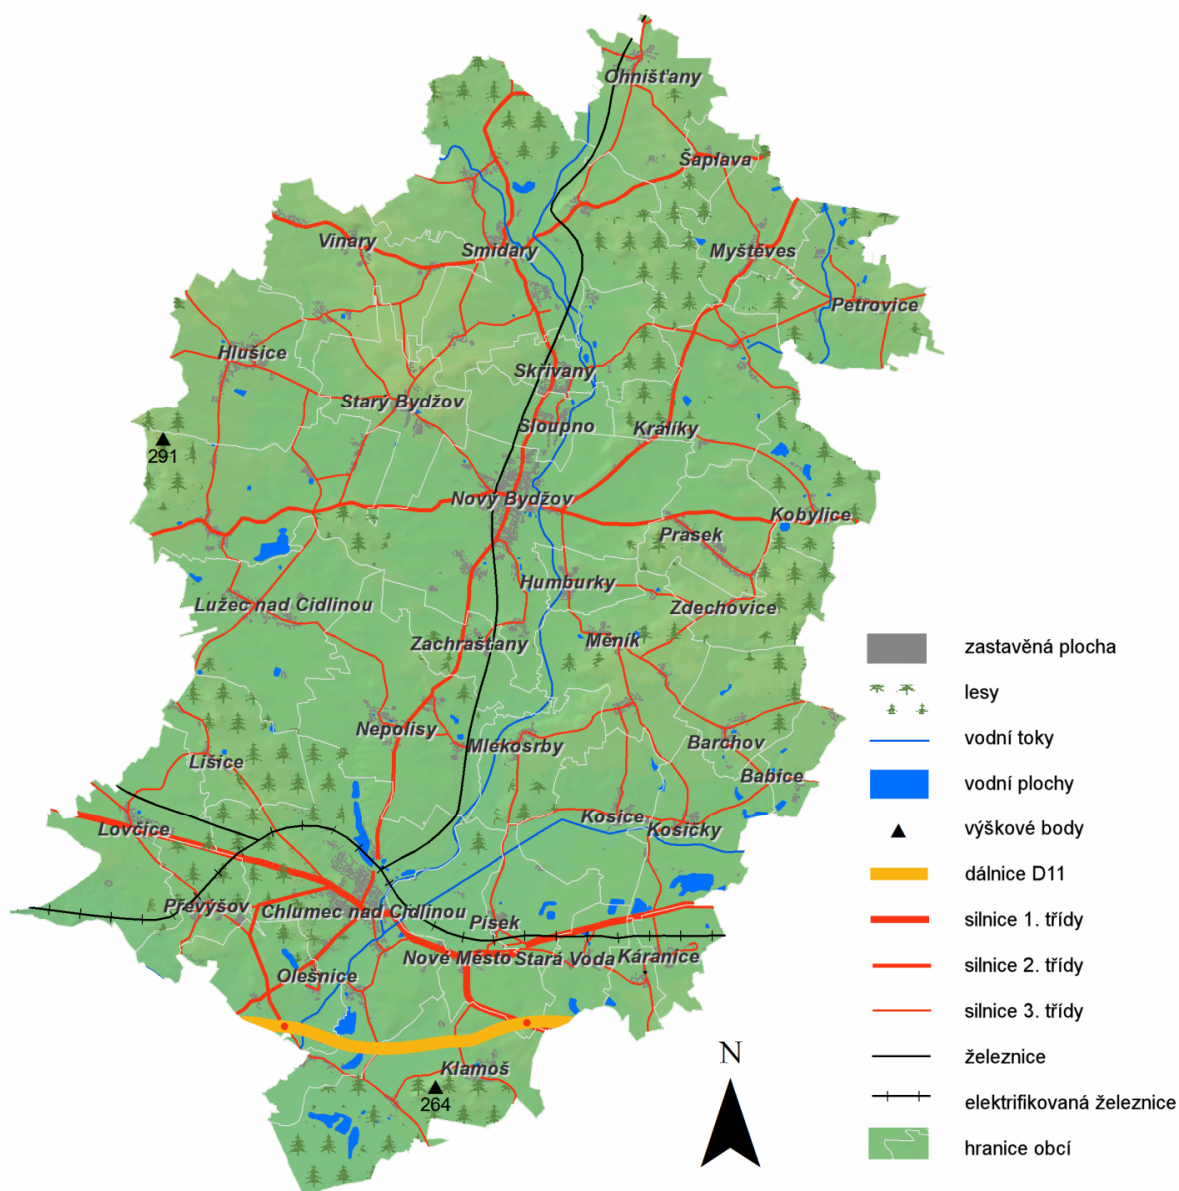 Ohnišťany
Šaplava
Vinary
Smidary
Myštěves
Petrovice
Hlušice
Skřivany
Starý Bydžov
Sloupno
Králíky
291
Nový Bydžov
Kobylice
Prasek
Humburky
Lužec nad Cidlinou
Zdechovice
Zachrašťany
Měník
Nepolisy
Mlékosrby
Barchov
Lišice
Babice
Lovčice
Kosice
Kosičky
Převýšov
Chlumec nad Cidlinou
Písek
Nové Město
Stará Voda
Káranice
Olešnice
Klamoš
264
N
zastavěná plocha
lesy
vodní toky
vodní plochy
výškové body
dálnice D11
silnice 1. třídy
silnice 2. třídy
silnice 3. třídy
železnice
elektrifikovaná železnice
hranice obcí